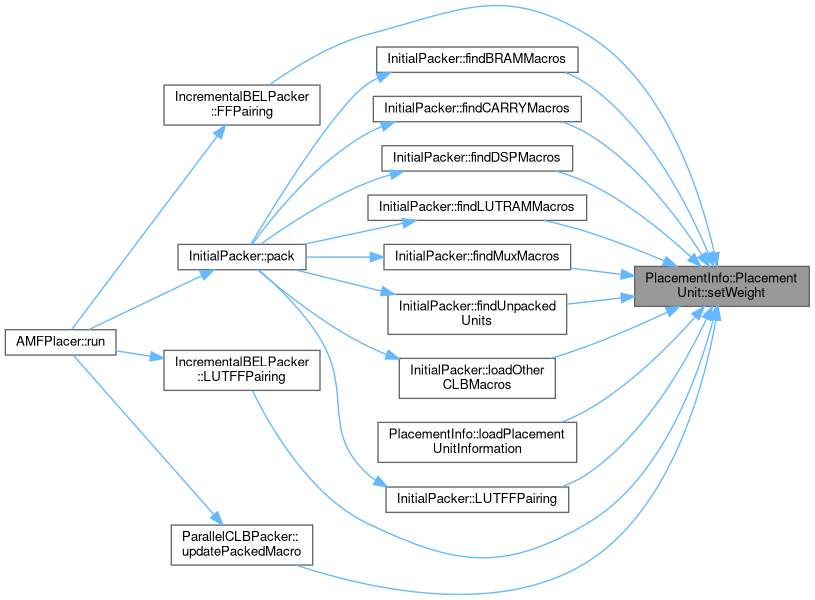 InitialPacker::findBRAMMacros
IncrementalBELPacker
::FFPairing
InitialPacker::findCARRYMacros
InitialPacker::findDSPMacros
InitialPacker::findLUTRAMMacros
InitialPacker::pack
InitialPacker::findMuxMacros
PlacementInfo::Placement
Unit::setWeight
InitialPacker::findUnpacked
Units
AMFPlacer::run
IncrementalBELPacker
::LUTFFPairing
InitialPacker::loadOther
CLBMacros
PlacementInfo::loadPlacement
UnitInformation
InitialPacker::LUTFFPairing
ParallelCLBPacker::
updatePackedMacro